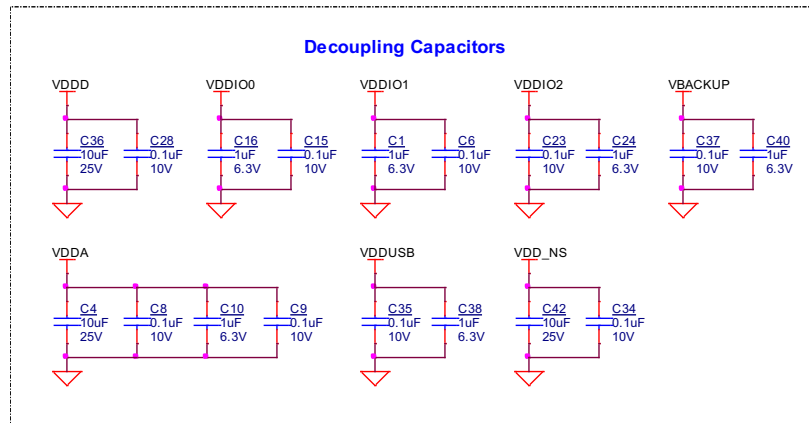 Decoupling Capacitors
VDDD
VDDIO0
VDDIO1
VDDIO2
VBACKUP
C36
10uF
25V
C28
0.1uF
10V
C16
1uF
6.3V
C15
0.1uF
10V
C1
1uF
6.3V
C6
0.1uF
10V
C23
0.1uF
10V
C24
1uF
6.3V
C37
0.1uF
10V
C40
1uF
6.3V
VDDA
VDDUSB
VDD_NS
C4
10uF
25V
C8
0.1uF
10V
C10
1uF
6.3V
C9
0.1uF
10V
C35
0.1uF
10V
C38
1uF
6.3V
C42
10uF
25V
C34
0.1uF
10V